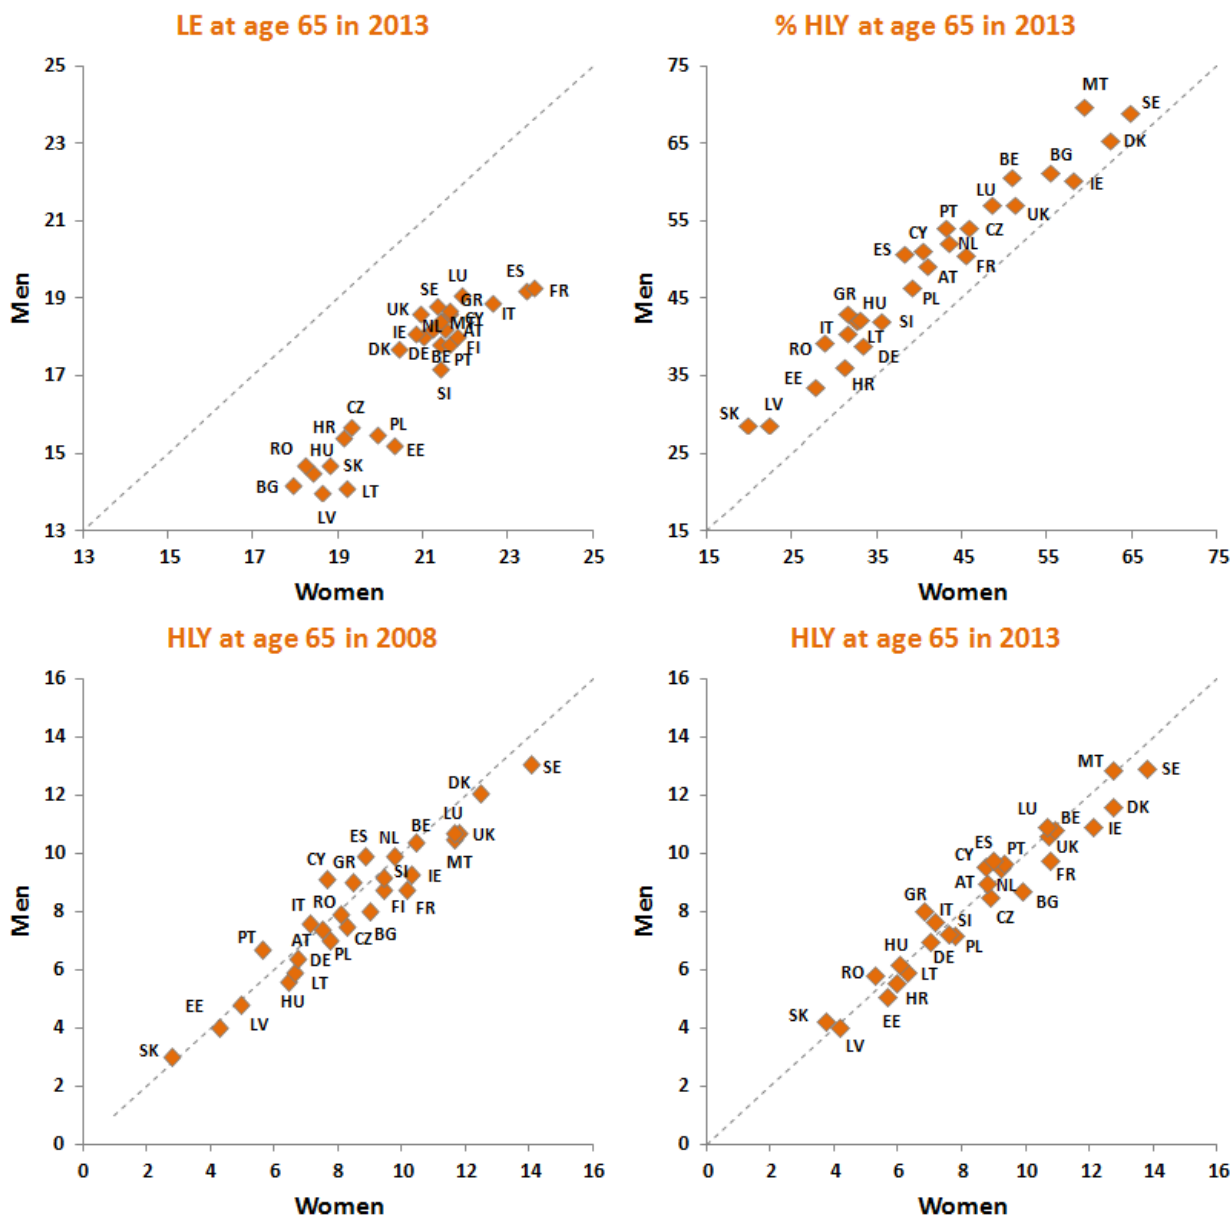 LE at age 65 in 2013
25
23
21
19
17
15
13
Men
ES
FR
LU
SE
GR
IT
UK
CY
MT
NL
IE
AT
DK
DE
BE
FI
PT
SI
CZ
HR
PL
RO
HU
EE
SK
BG
LT
LV
13 15 17 19 21 23 25
Women
% HLY at age 65 in 2013
75
65
55
45
35
25
15
Men
MT
SE
DK
BE
BG
IE
LU
UK
PT
CZ
CY
NL
ES
FR
AT
PL
GR
HU
SI
IT
LT
RO
DE
EE
HR
SK
LV
15 25 35 45 55 65 75
Women
HLY at age 65 in 2008
16
14
12
10
8
6
4
2
0
Men
SE
DK
LU
BE
UK
ES
NL
MT
CY
GR
SI
IE
IT
RO
FI
FR
PT
AT
CZ
BG
PL
DE
LT
HU
EE
LV
SK
0 2 4 6 8 10 12 14 16
Women
HLY at age 65 in 2013
16
14
12
10
8
6
4
2
0
Men
MT
SE
DK
LU
BE
IE
UK
ES
PT
CY
FR
AT
NL
BG
GR
IT
SI
CZ
HU
DE
PL
RO
LT
HR
SK
EE
LV
0 2 4 6 8 10 12 14 16
Women